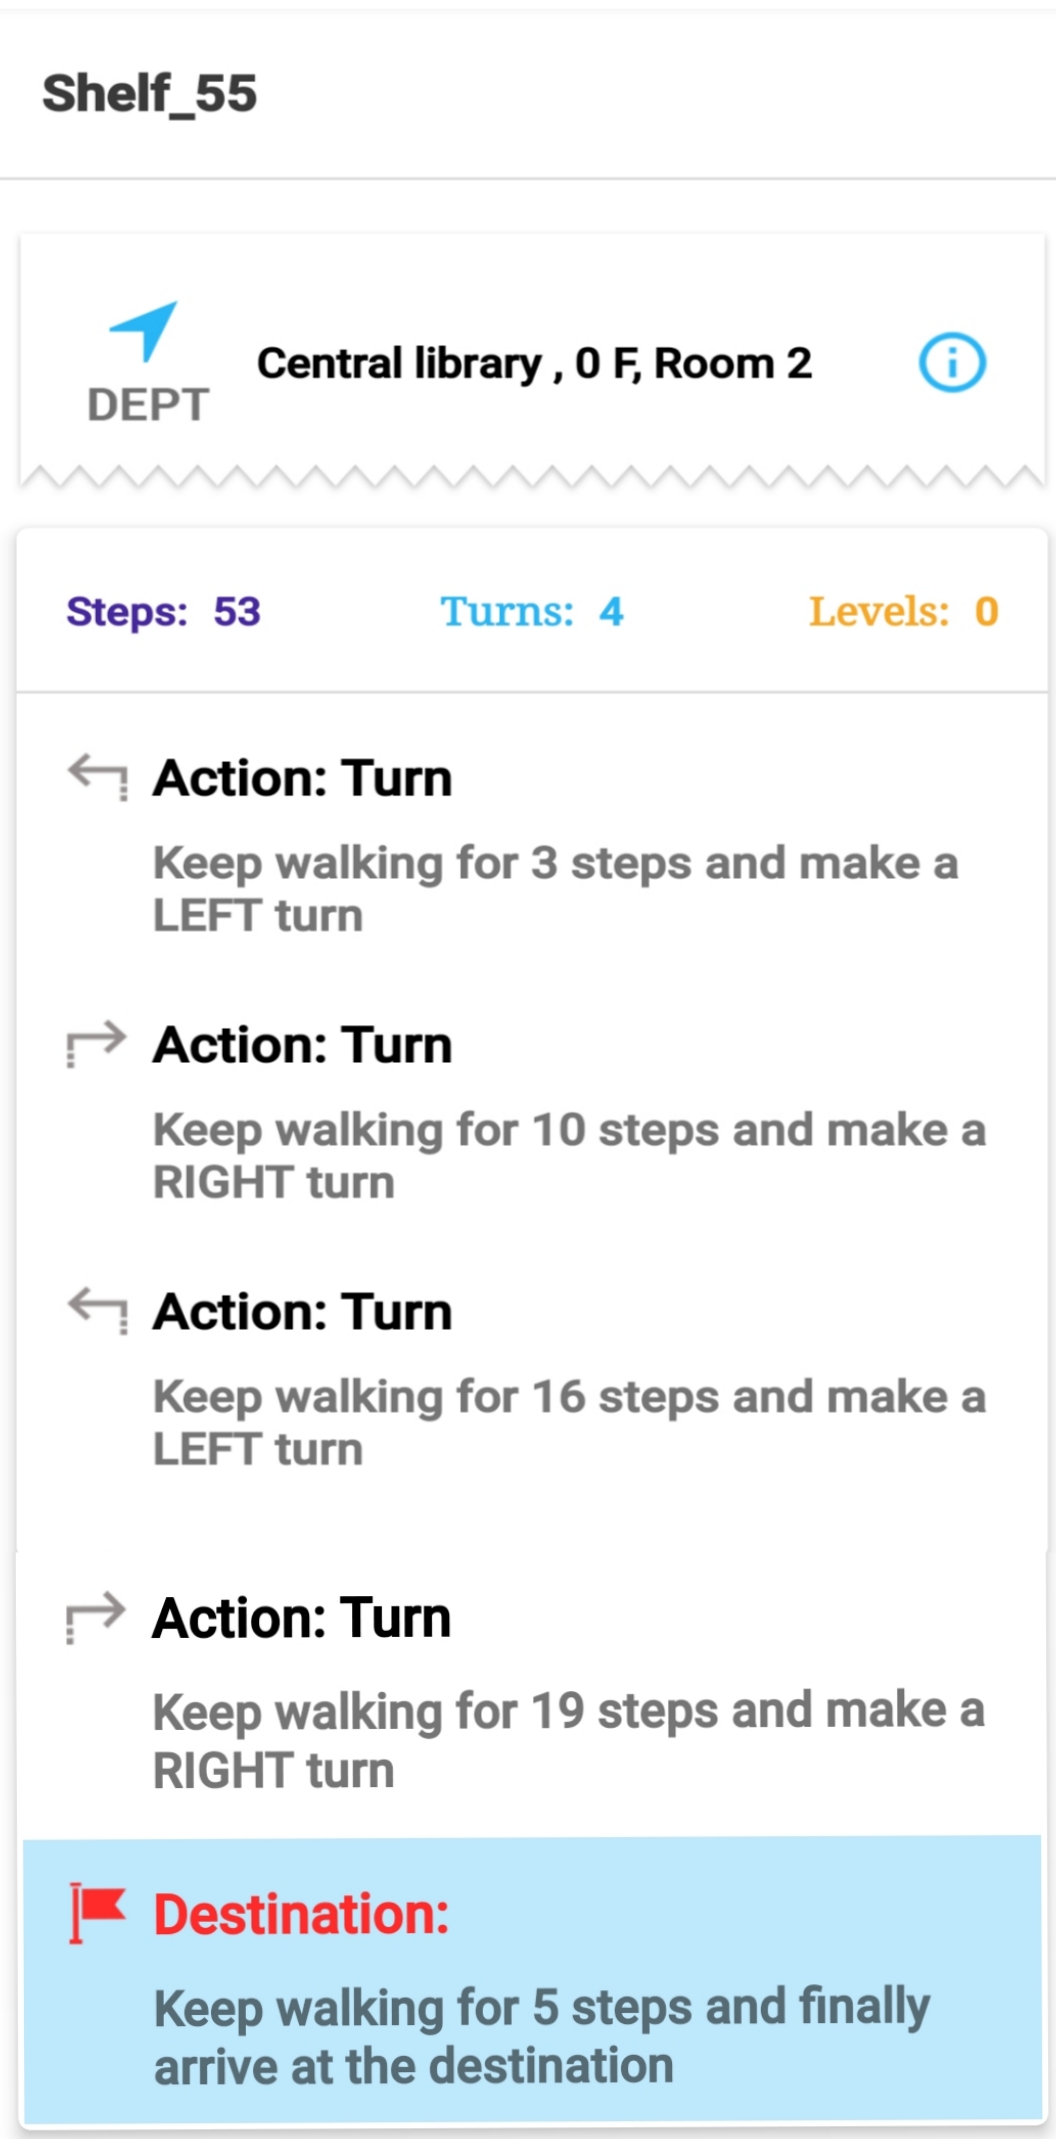 Shelf_55
DEPT
Central library , 0 F, Room 2
Steps: 53
Turns: 4
Levels: 0
Action: Turn
Keep walking for 3 steps and make a
LEFT turn
Action: Turn
Keep walking for 10 steps and make a
RIGHT turn
Action: Turn
Keep walking for 16 steps and make a
LEFT turn
Action: Turn
Keep walking for 19 steps and make a
RIGHT turn
Destination:
Keep walking for 5 steps and finally
arrive at the destination